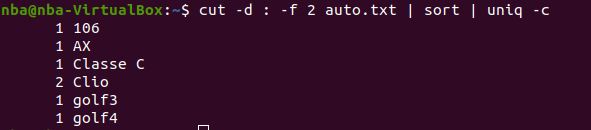 nba@nba-VirtualBox:~$ cut -d : -f 2 auto.txt | sort | uniq -c
      1 106
      1 AX
      1 Classe C
      2 Clio
      1 golf3
      1 golf4